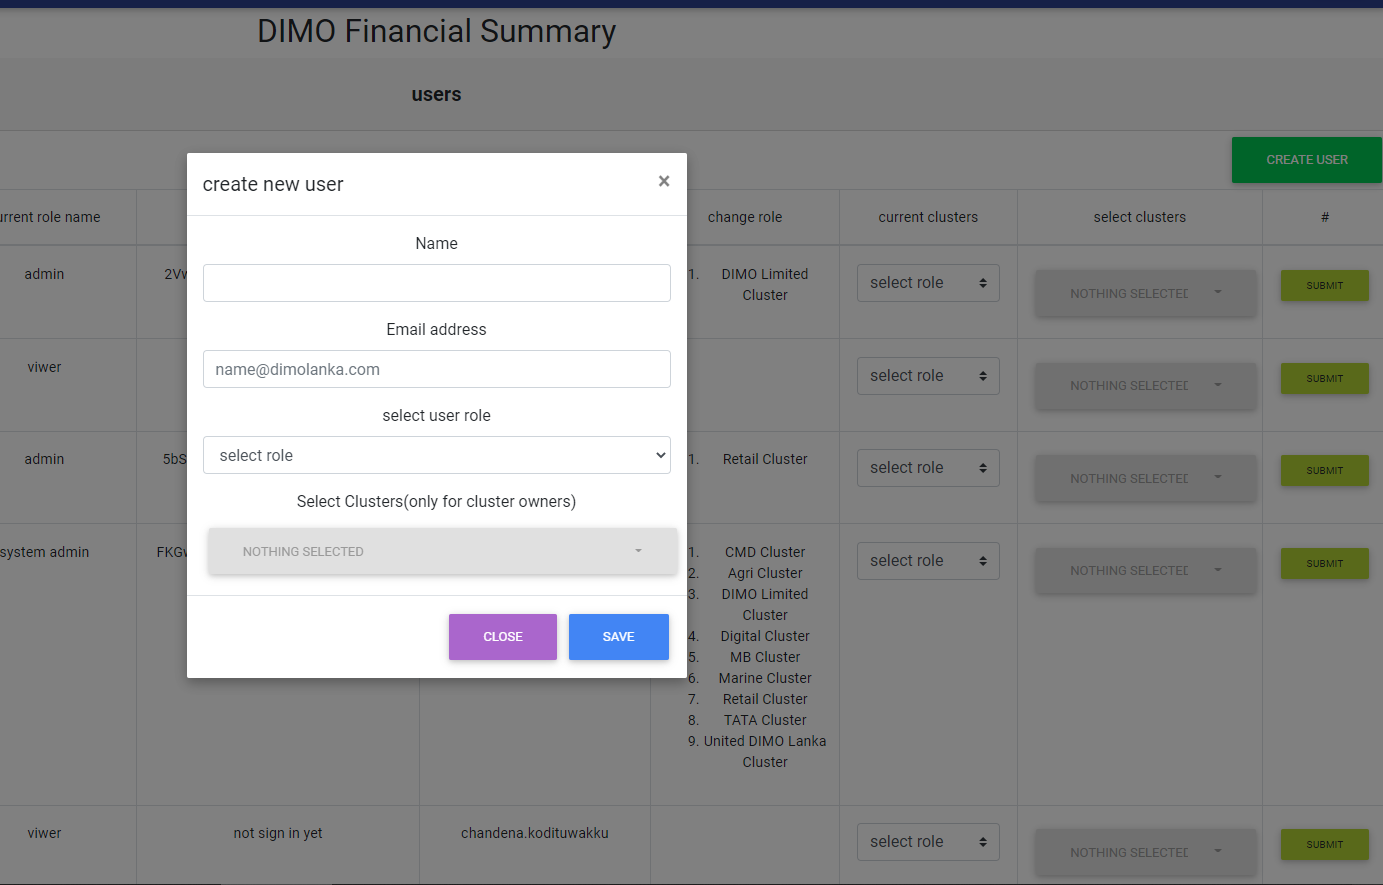 DIMO Financial Summary
users
CREATE USER
role name
change role
current clusters
select clusters
#
create new user
×
Name
Email address
name@dimolanka.com
select user role
select role
Select Clusters(only for cluster owners)
NOTHING SELECTED
CLOSE
SAVE
admin
1. DIMO Limited
Cluster
select role
NOTHING SELECTED
SUBMIT
viwer
select role
NOTHING SELECTED
SUBMIT
admin
5bS
1. Retail Cluster
select role
NOTHING SELECTED
SUBMIT
system admin
1. CMD Cluster
2. Agri Cluster
3. DIMO Limited
Cluster
4. Digital Cluster
5. MB Cluster
6. Marine Cluster
7. Retail Cluster
8. TATA Cluster
9. United DIMO Lanka
Cluster
select role
NOTHING SELECTED
SUBMIT
viwer
not sign in yet
chandena.kodituwakku
select role
NOTHING SELECTED
SUBMIT